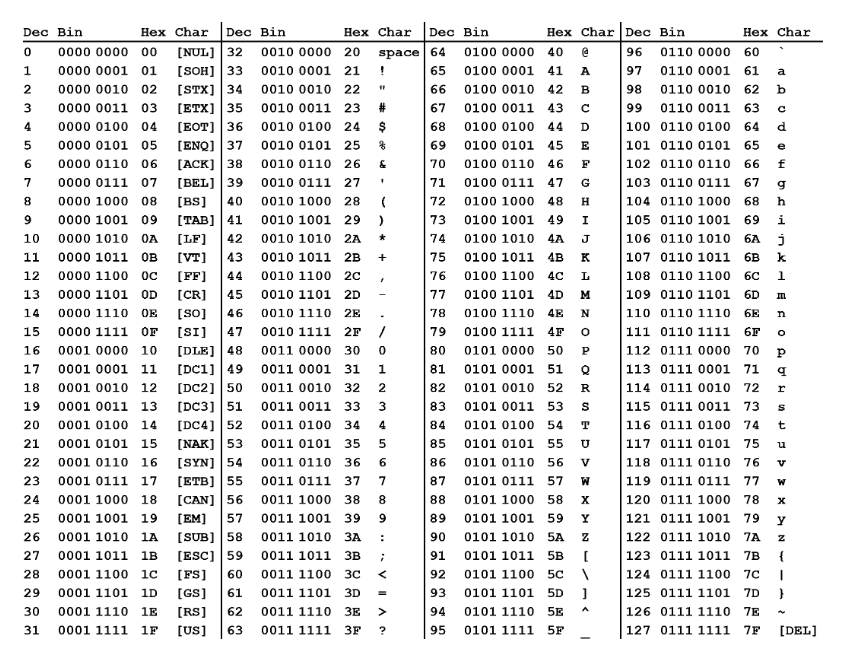 Dec Bin Hex Char Dec Bin Hex Char Dec Bin Hex Char Dec Bin Hex Char
0 0000 0000 00 [NUL] 32 0010 0000 20 space 64 0100 0000 40 @ 96 0110 0000 60 `
1 0000 0001 01 [SOH] 33 0010 0001 21 ! 65 0100 0001 41 A 97 0110 0001 61 a
2 0000 0010 02 [STX] 34 0010 0010 22 " 66 0100 0010 42 B 98 0110 0010 62 b
3 0000 0011 03 [ETX] 35 0010 0011 23 # 67 0100 0011 43 C 99 0110 0011 63 c
4 0000 0100 04 [EOT] 36 0010 0100 24 $ 68 0100 0100 44 D 100 0110 0100 64 d
5 0000 0101 05 [ENQ] 37 0010 0101 25 % 69 0100 0101 45 E 101 0110 0101 65 e
6 0000 0110 06 [ACK] 38 0010 0110 26 & 70 0100 0110 46 F 102 0110 0110 66 f
7 0000 0111 07 [BEL] 39 0010 0111 27 ' 71 0100 0111 47 G 103 0110 0111 67 g
8 0000 1000 08 [BS] 40 0010 1000 28 ( 72 0100 1000 48 H 104 0110 1000 68 h
9 0000 1001 09 [TAB] 41 0010 1001 29 ) 73 0100 1001 49 I 105 0110 1001 69 i
10 0000 1010 0A [LF] 42 0010 1010 2A * 74 0100 1010 4A J 106 0110 1010 6A j
11 0000 1011 0B [VT] 43 0010 1011 2B + 75 0100 1011 4B K 107 0110 1011 6B k
12 0000 1100 0C [FF] 44 0010 1100 2C , 76 0100 1100 4C L 108 0110 1100 6C l
13 0000 1101 0D [CR] 45 0010 1101 2D - 77 0100 1101 4D M 109 0110 1101 6D m
14 0000 1110 0E [SO] 46 0010 1110 2E . 78 0100 1110 4E N 110 0110 1110 6E n
15 0000 1111 0F [SI] 47 0010 1111 2F / 79 0100 1111 4F O 111 0110 1111 6F o
16 0001 0000 10 [DLE] 48 0011 0000 30 0 80 0101 0000 50 P 112 0111 0000 70 p
17 0001 0001 11 [DC1] 49 0011 0001 31 1 81 0101 0001 51 Q 113 0111 0001 71 q
18 0001 0010 12 [DC2] 50 0011 0010 32 2 82 0101 0010 52 R 114 0111 0010 72 r
19 0001 0011 13 [DC3] 51 0011 0011 33 3 83 0101 0011 53 S 115 0111 0011 73 s
20 0001 0100 14 [DC4] 52 0011 0100 34 4 84 0101 0100 54 T 116 0111 0100 74 t
21 0001 0101 15 [NAK] 53 0011 0101 35 5 85 0101 0101 55 U 117 0111 0101 75 u
22 0001 0110 16 [SYN] 54 0011 0110 36 6 86 0101 0110 56 V 118 0111 0110 76 v
23 0001 0111 17 [ETB] 55 0011 0111 37 7 87 0101 0111 57 W 119 0111 0111 77 w
24 0001 1000 18 [CAN] 56 0011 1000 38 8 88 0101 1000 58 X 120 0111 1000 78 x
25 0001 1001 19 [EM] 57 0011 1001 39 9 89 0101 1001 59 Y 121 0111 1001 79 y
26 0001 1010 1A [SUB] 58 0011 1010 3A : 90 0101 1010 5A Z 122 0111 1010 7A z
27 0001 1011 1B [ESC] 59 0011 1011 3B ; 91 0101 1011 5B [ 123 0111 1011 7B {
28 0001 1100 1C [FS] 60 0011 1100 3C < 92 0101 1100 5C \ 124 0111 1100 7C |
29 0001 1101 1D [GS] 61 0011 1101 3D = 93 0101 1101 5D ] 125 0111 1101 7D }
30 0001 1110 1E [RS] 62 0011 1110 3E > 94 0101 1110 5E ^ 126 0111 1110 7E ~
31 0001 1111 1F [US] 63 0011 1111 3F ? 95 0101 1111 5F _ 127 0111 1111 7F [DEL]